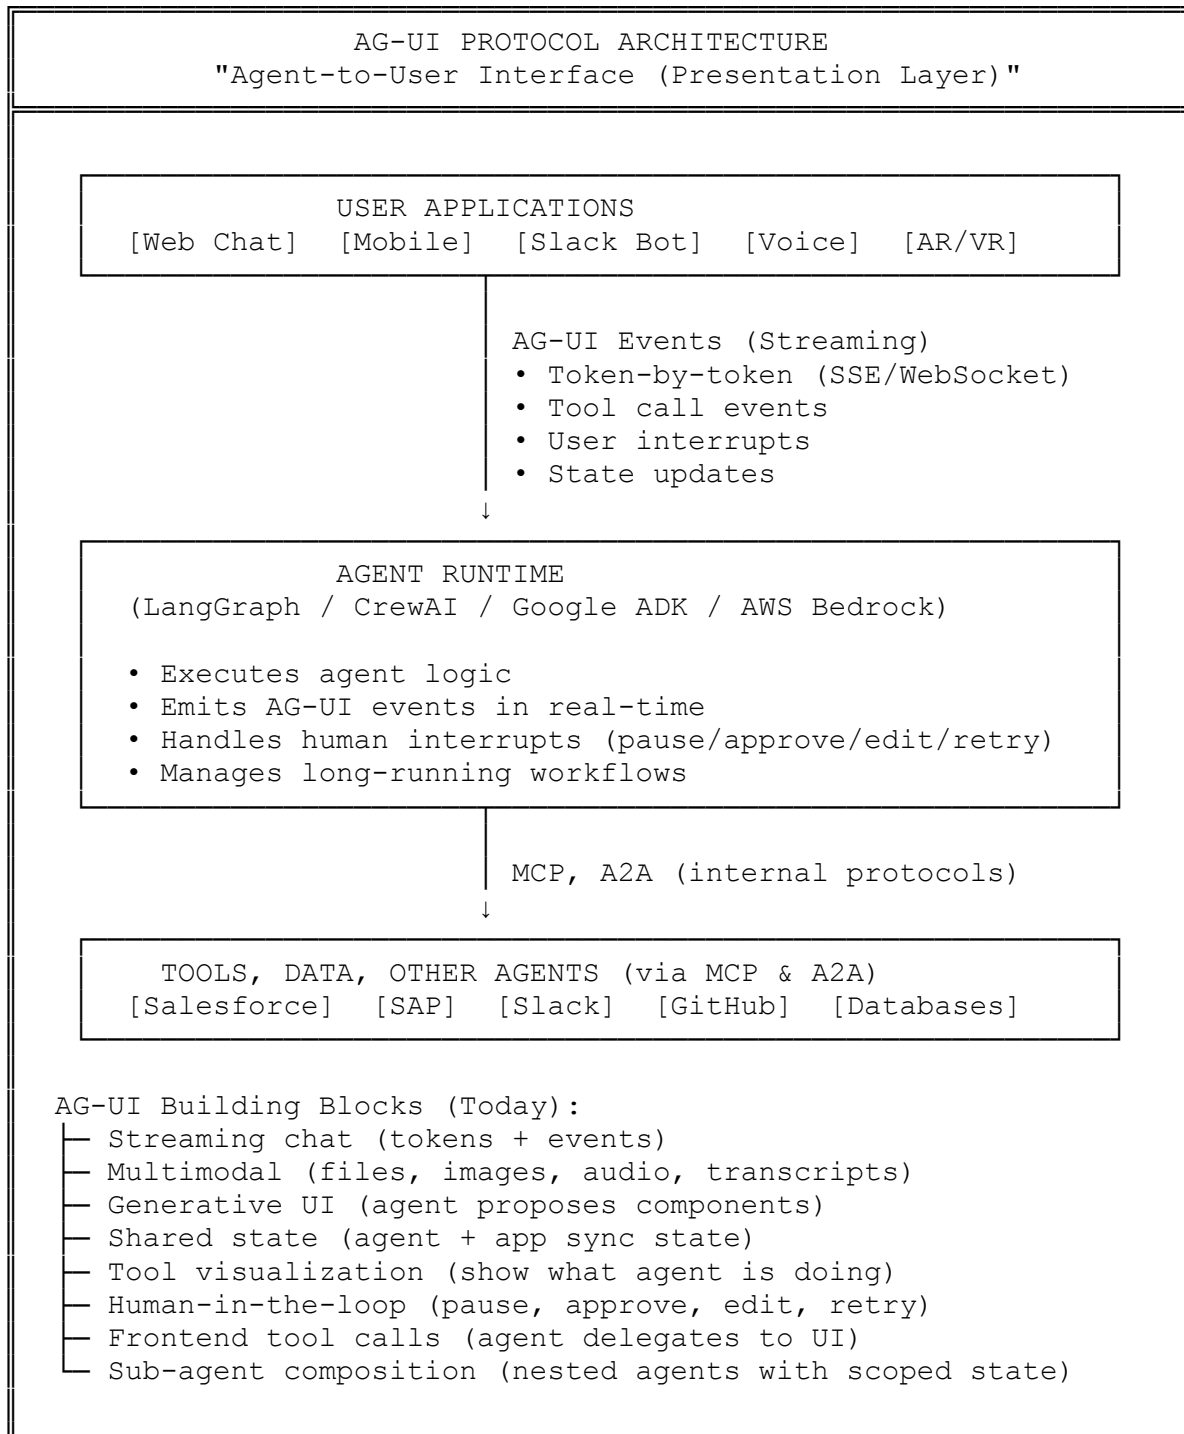 AG-UI PROTOCOL ARCHITECTURE
"Agent-to-User Interface (Presentation Layer)"
USER APPLICATIONS
[Web Chat] [Mobile] [Slack Bot] [Voice] [AR/VR]
AG-UI Events (Streaming)
• Token-by-token (SSE/WebSocket)
• Tool call events
• User interrupts
• State updates
↓
AGENT RUNTIME
(LangGraph / CrewAI / Google ADK / AWS Bedrock)
• Executes agent logic
• Emits AG-UI events in real-time
• Handles human interrupts (pause/approve/edit/retry)
• Manages long-running workflows
MCP, A2A (internal protocols)
↓
TOOLS, DATA, OTHER AGENTS (via MCP & A2A)
[Salesforce] [SAP] [Slack] [GitHub] [Databases]
AG-UI Building Blocks (Today):
├─ Streaming chat (tokens + events)
├─ Multimodal (files, images, audio, transcripts)
├─ Generative UI (agent proposes components)
├─ Shared state (agent + app sync state)
├─ Tool visualization (show what agent is doing)
├─ Human-in-the-loop (pause, approve, edit, retry)
├─ Frontend tool calls (agent delegates to UI)
└─ Sub-agent composition (nested agents with scoped state)